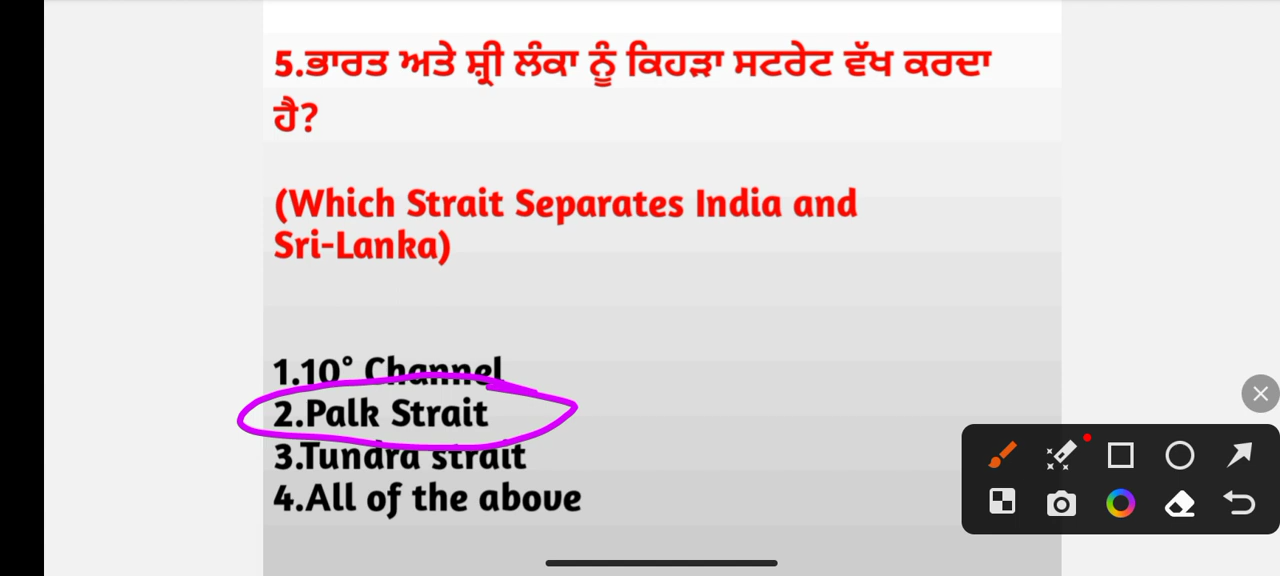 5.ਭਾਰਤ ਅਤੇ ਸ਼੍ਰੀ ਲੰਕਾ ਨੂੰ ਕਿਹੜਾ ਸਟਰੇਟ ਵੱਖ ਕਰਦਾ
ਹੈ?
(Which Strait Separates India and
Sri-Lanka)
1.10° Channel
2.Palk Strait
3.Tundra strait
4.All of the above